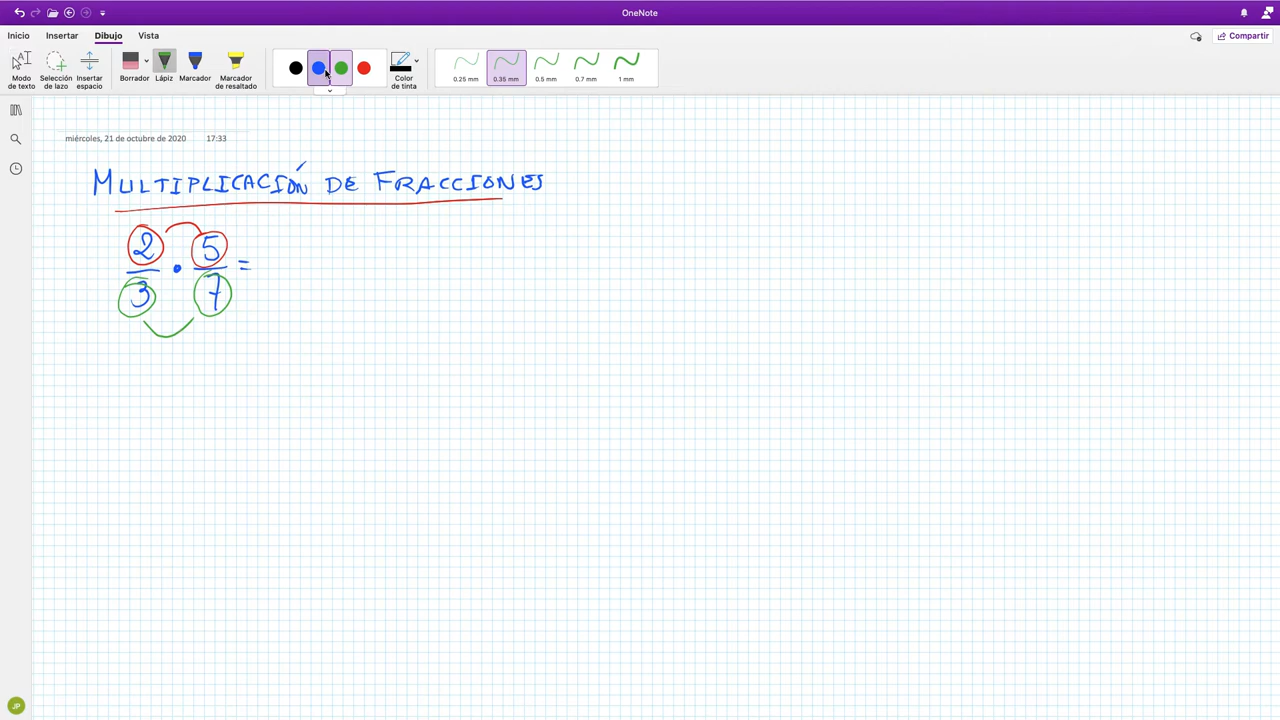 OneNote
Inicio Insertar Dibujo Vista Compartir
Modo de texto Selección de lazo Insertar espacio Borrador Lápiz Marcador Marcador de resaltado Color de tinta 0.25 mm 0.35 mm 0.5 mm 0.7 mm 1 mm
miércoles, 21 de octubre de 2020 17:33
MULTIPLICACIÓN DE FRACCIONES
2/3 · 5/7 =
JP